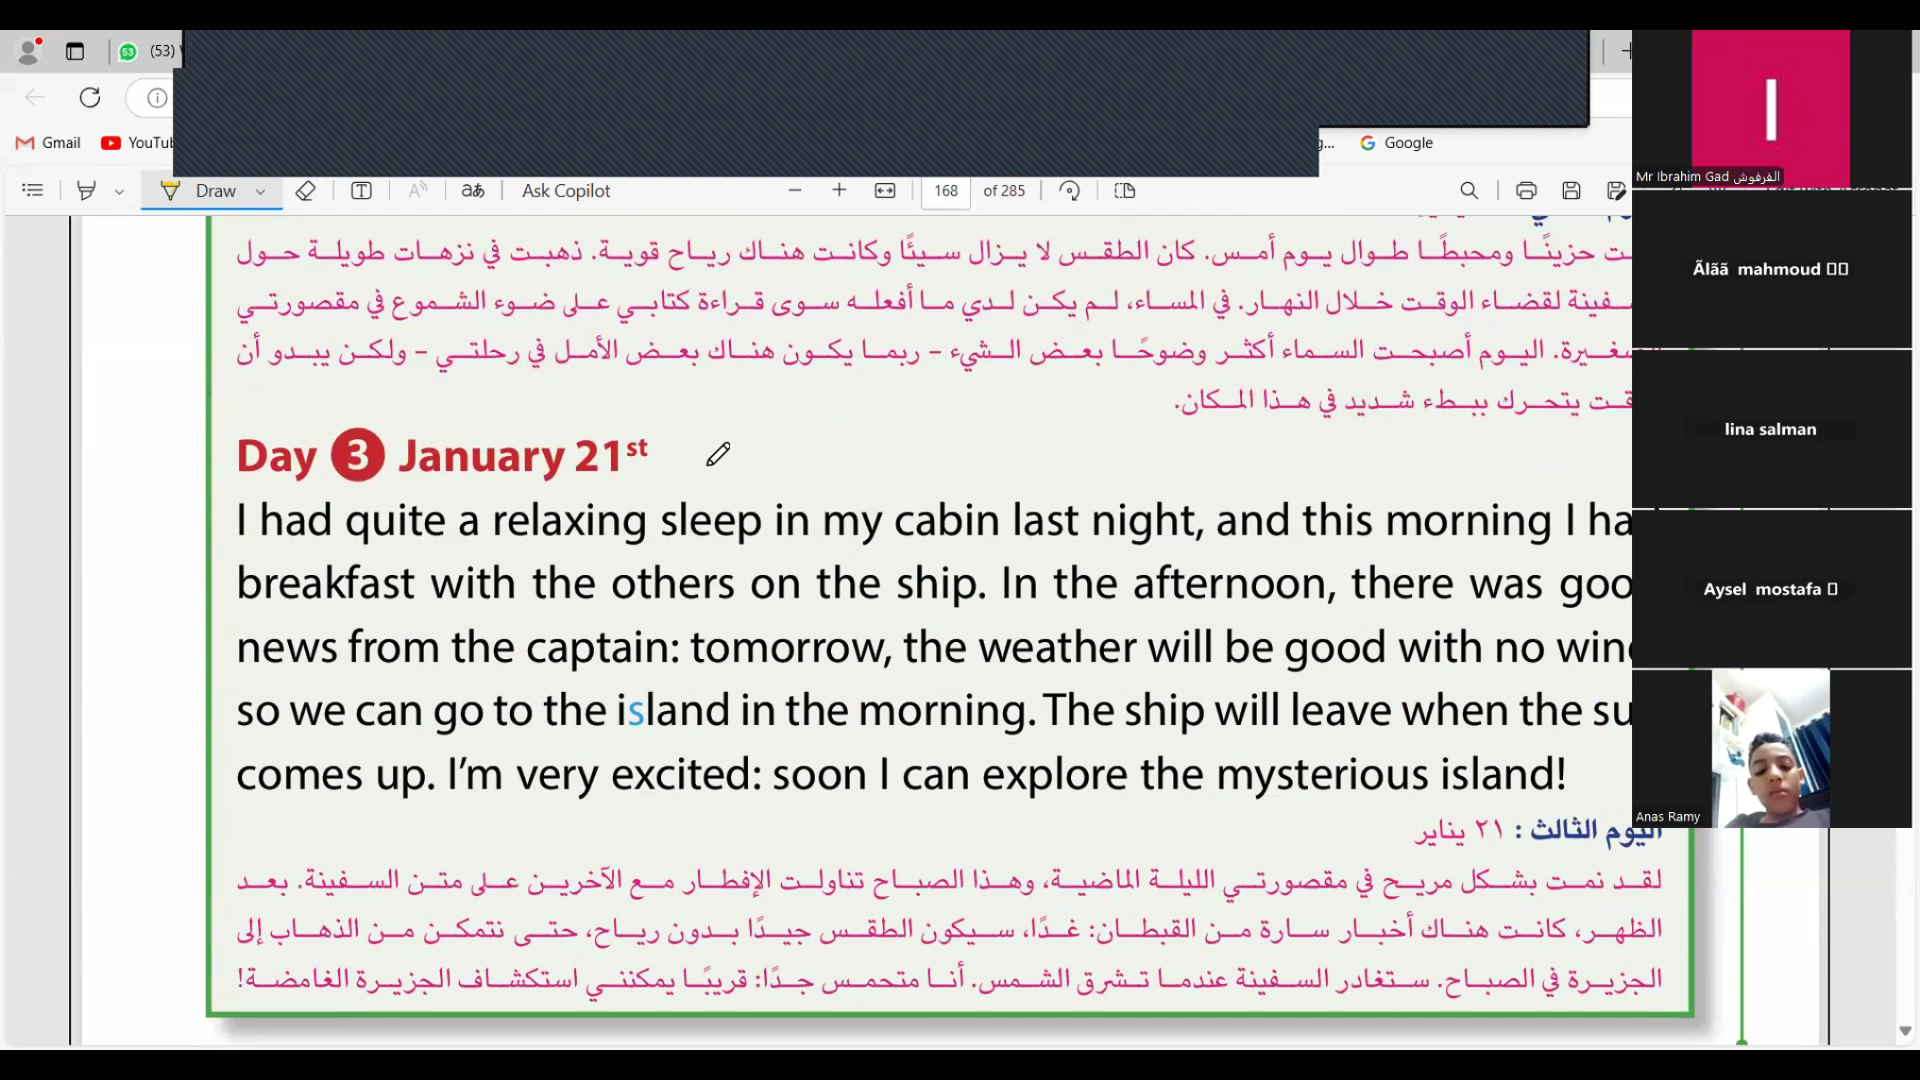 (53)
Gmail
YouTub
Google
Draw
Ask Copilot
168 of 285
Mr Ibrahim Gad الفرفوش
Ãlãã mahmoud
lina salman
Aysel mostafa
Anas Ramy
حزينًا ومحبطًا طوال يوم أمس. كان الطقس لا يزال سيئًا وكانت هناك رياح قوية. ذهبت في نزهات طويلة حول
لقضاء الوقت خلال النهار. في المساء، لم يكن لدي ما أفعله سوى قراءة كتابي على ضوء الشموع في مقصورتي
اليوم أصبحت السماء أكثر وضوحًا بعض الشيء – ربما يكون هناك بعض الأمل في رحلتي – ولكن يبدو أن
يتحرك ببطء شديد في هذا المكان.
Day 3 January 21st
I had quite a relaxing sleep in my cabin last night, and this morning I ha
breakfast with the others on the ship. In the afternoon, there was goo
news from the captain: tomorrow, the weather will be good with no win
so we can go to the island in the morning. The ship will leave when the su
comes up. I'm very excited: soon I can explore the mysterious island!
اليوم الثالث : ٢١ يناير
لقد نمت بشكل مريح في مقصورتي الليلة الماضية، وهذا الصباح تناولت الإفطار مع الآخرين على متن السفينة. بعد
الظهر، كانت هناك أخبار سارة من القبطان: غدًا، سيكون الطقس جيدًا بدون رياح، حتى نتمكن من الذهاب إلى
الجزيرة في الصباح. ستغادر السفينة عندما تشرق الشمس. أنا متحمس جدًا: قريبًا يمكنني استكشاف الجزيرة الغامضة!